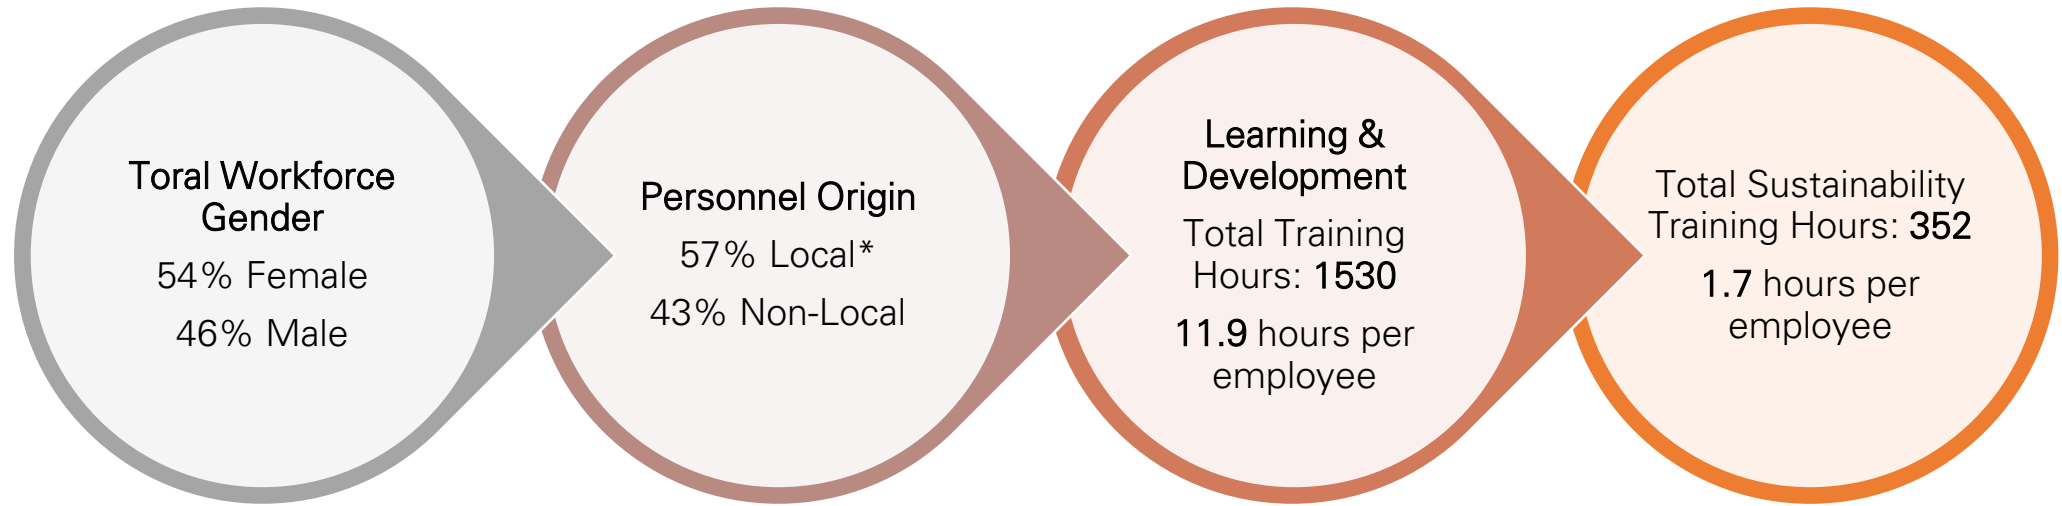 Toral Workforce
Gender
54% Female
46% Male
Personnel Origin
57% Local*
43% Non-Local
Learning &
Development
Total Training
Hours: 1530
11.9 hours per
employee
Total Sustainability
Training Hours: 352
1.7 hours per
employee